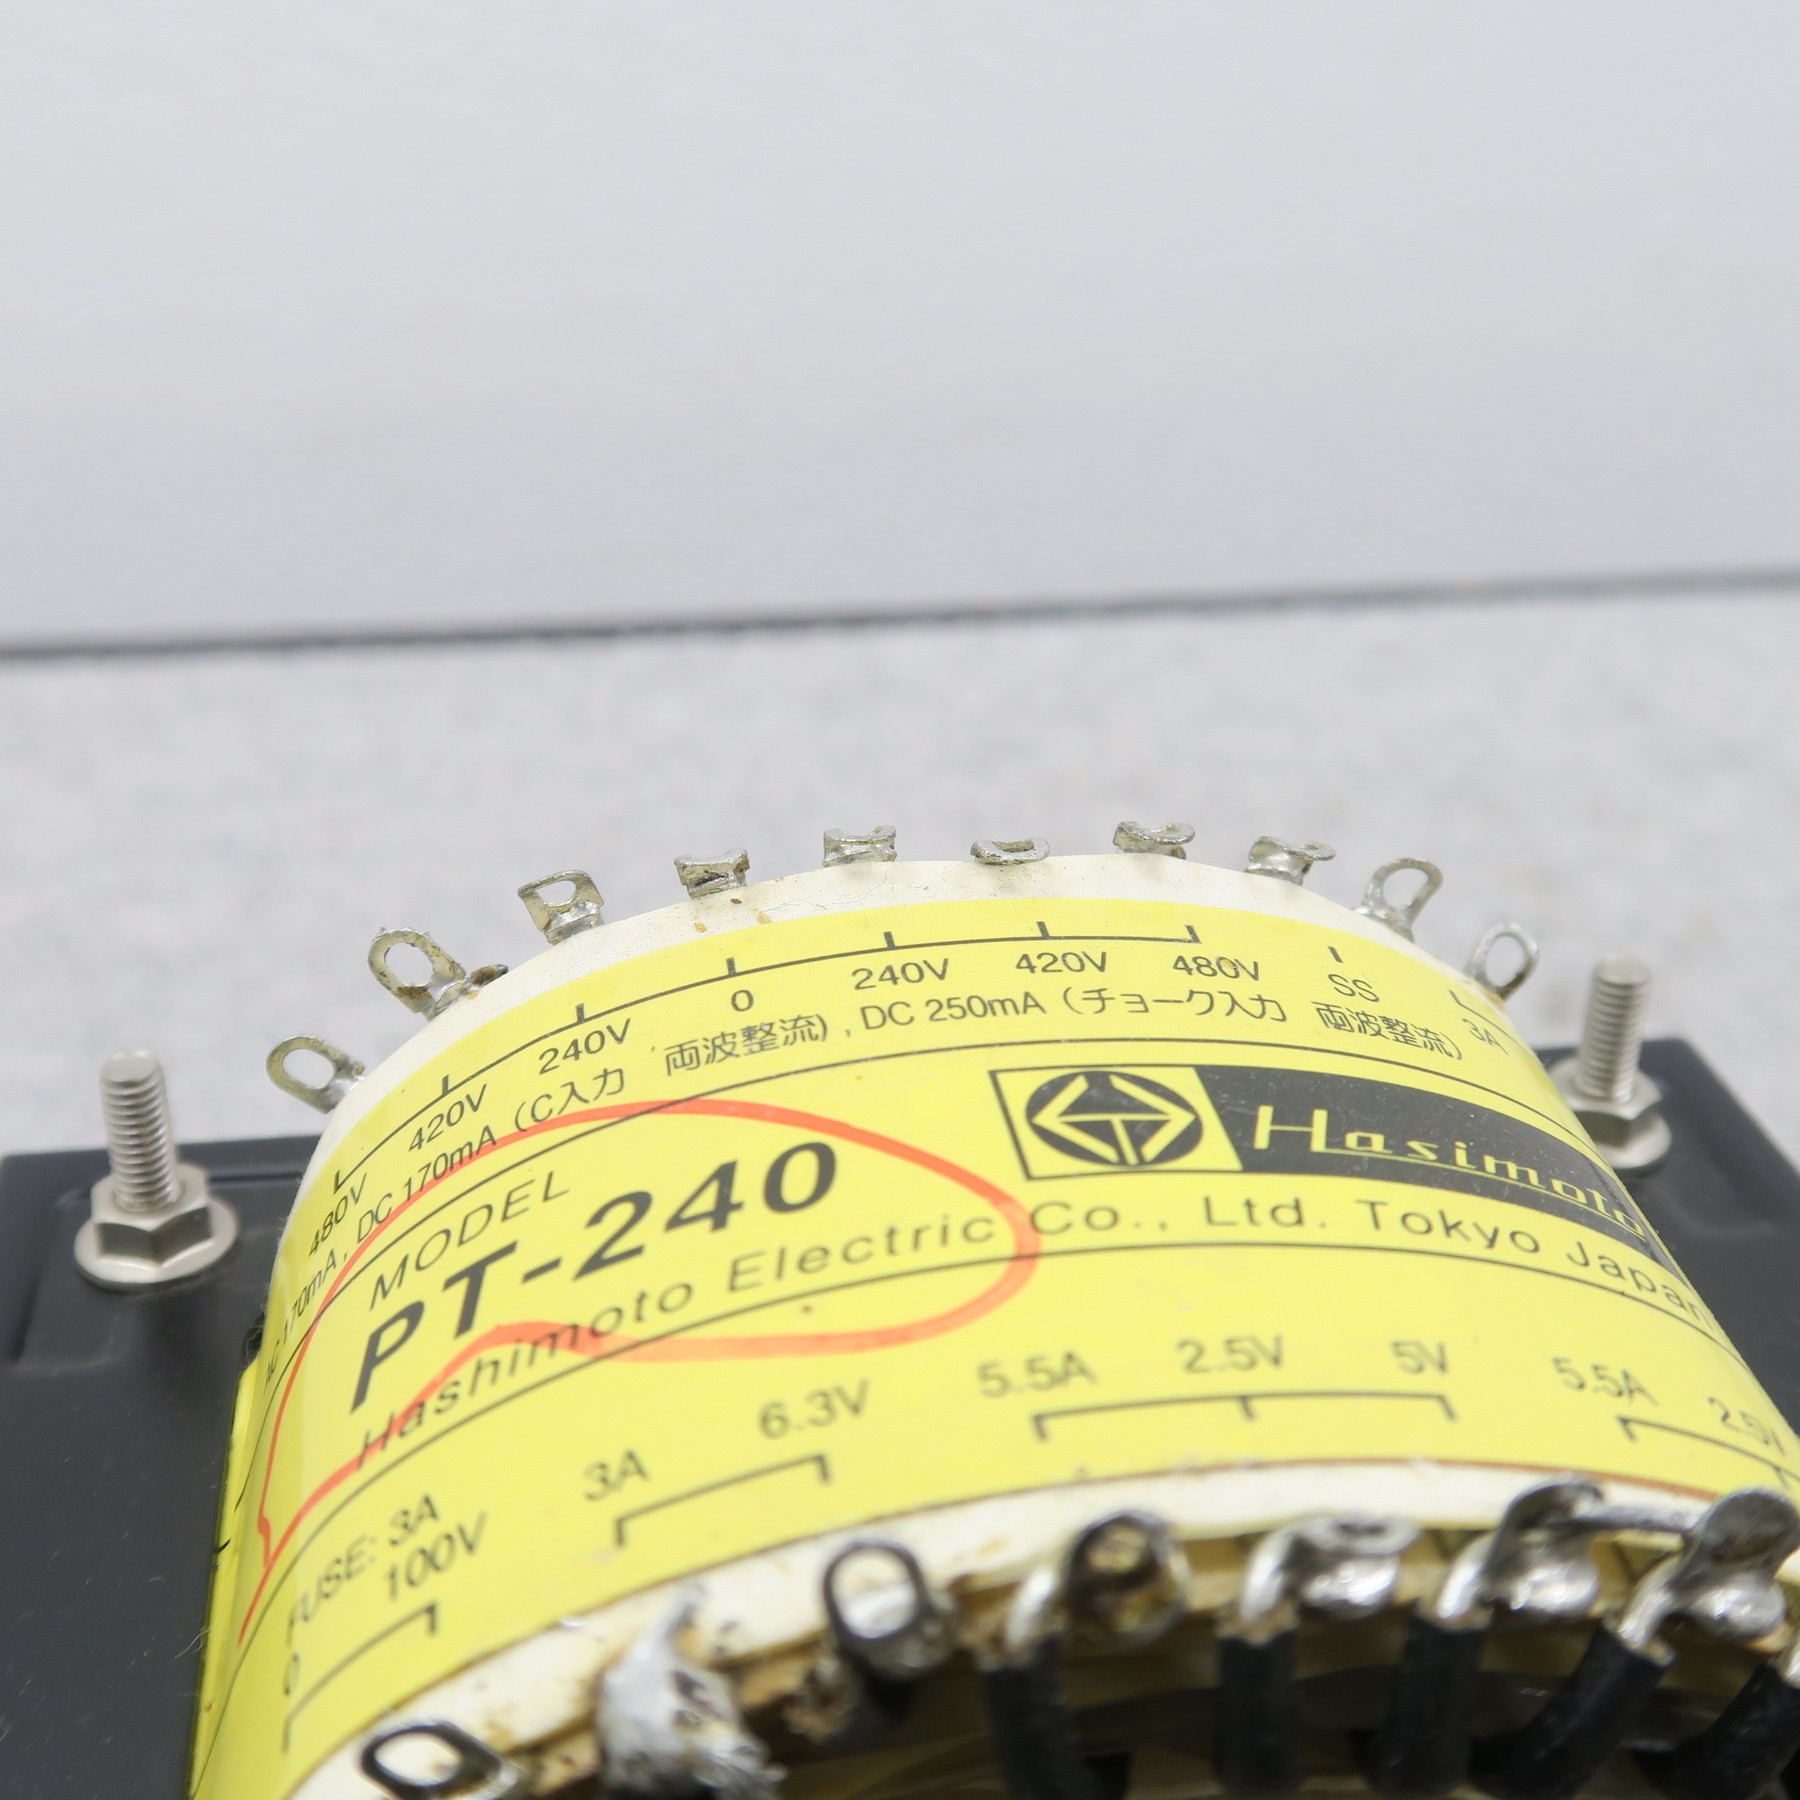 480V 420V 240V 0 240V 420V 480V SS 3A
AC 170mA, DC 170mA (C入力 両波整流), DC 250mA (チョーク入力 両波整流)
MODEL
PT-240
Hasimoto
Hashimoto Electric Co., Ltd. Tokyo Japan
FUSE: 3A 3A 6.3V 5.5A 2.5V 5V 5.5A
0 100V